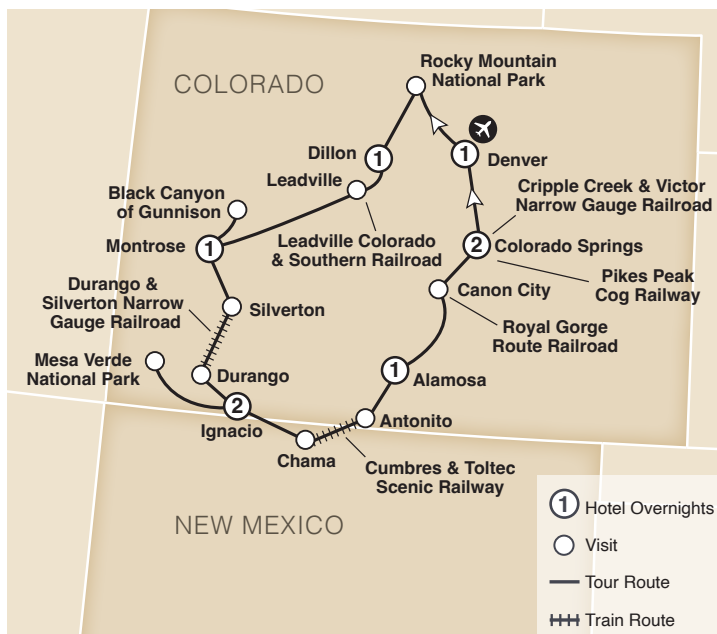 COLORADO
Rocky Mountain
National Park
Dillon
1
1
Denver
Leadville
Black Canyon
of Gunnison
Cripple Creek & Victor
Narrow Gauge Railroad
Montrose
1
Leadville Colorado
& Southern Railroad
2
Colorado Springs
Pikes Peak
Cog Railway
Durango &
Silverton Narrow
Gauge Railroad
Silverton
Canon City
Royal Gorge
Route Railroad
Mesa Verde
National Park
Durango
1
Alamosa
2
Ignacio
Antonito
Chama
Cumbres & Toltec
Scenic Railway
NEW MEXICO
1 Hotel Overnights
Visit
Tour Route
Train Route